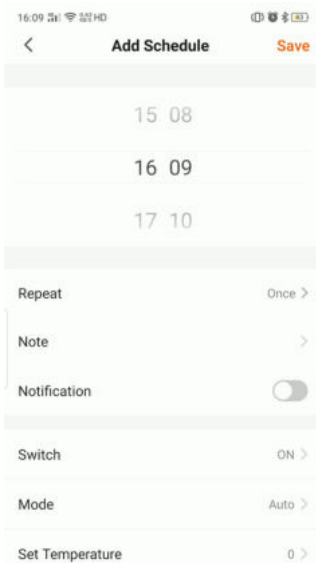 16:09 HD
Add Schedule Save
15 08
16 09
17 10
Repeat Once
Note
Notification
Switch ON
Mode Auto
Set Temperature 0